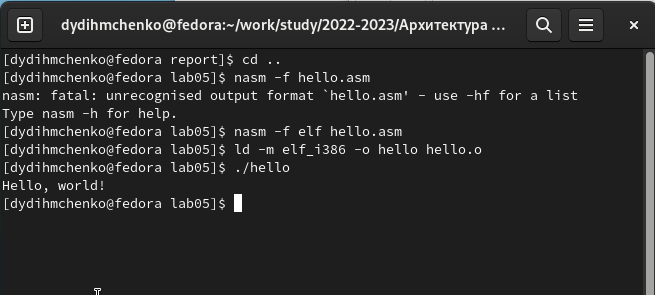 dydihmchenko@fedora:~/work/study/2022-2023/Архитектура ...
[dydihmchenko@fedora report]$ cd ..
[dydihmchenko@fedora lab05]$ nasm -f hello.asm
nasm: fatal: unrecognised output format `hello.asm' - use -hf for a list
Type nasm -h for help.
[dydihmchenko@fedora lab05]$ nasm -f elf hello.asm
[dydihmchenko@fedora lab05]$ ld -m elf_i386 -o hello hello.o
[dydihmchenko@fedora lab05]$ ./hello
Hello, world!
[dydihmchenko@fedora lab05]$